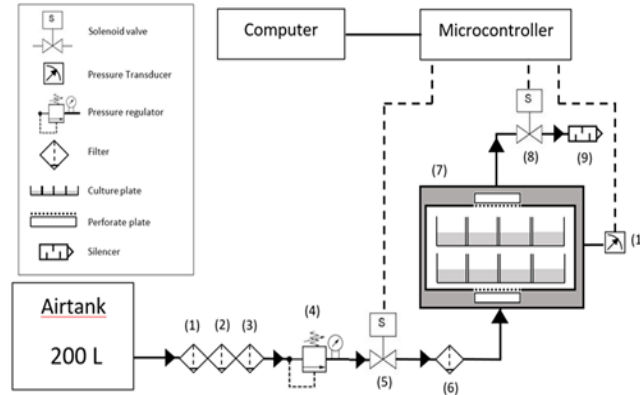 S
Solenoid valve
Pressure Transducer
Pressure regulator
Filter
Culture plate
Perforate plate
Silencer
Computer
Microcontroller
S
(8)
(9)
(7)
(1
Airtank
200 L
(1)
(2)
(3)
(4)
S
(5)
(6)